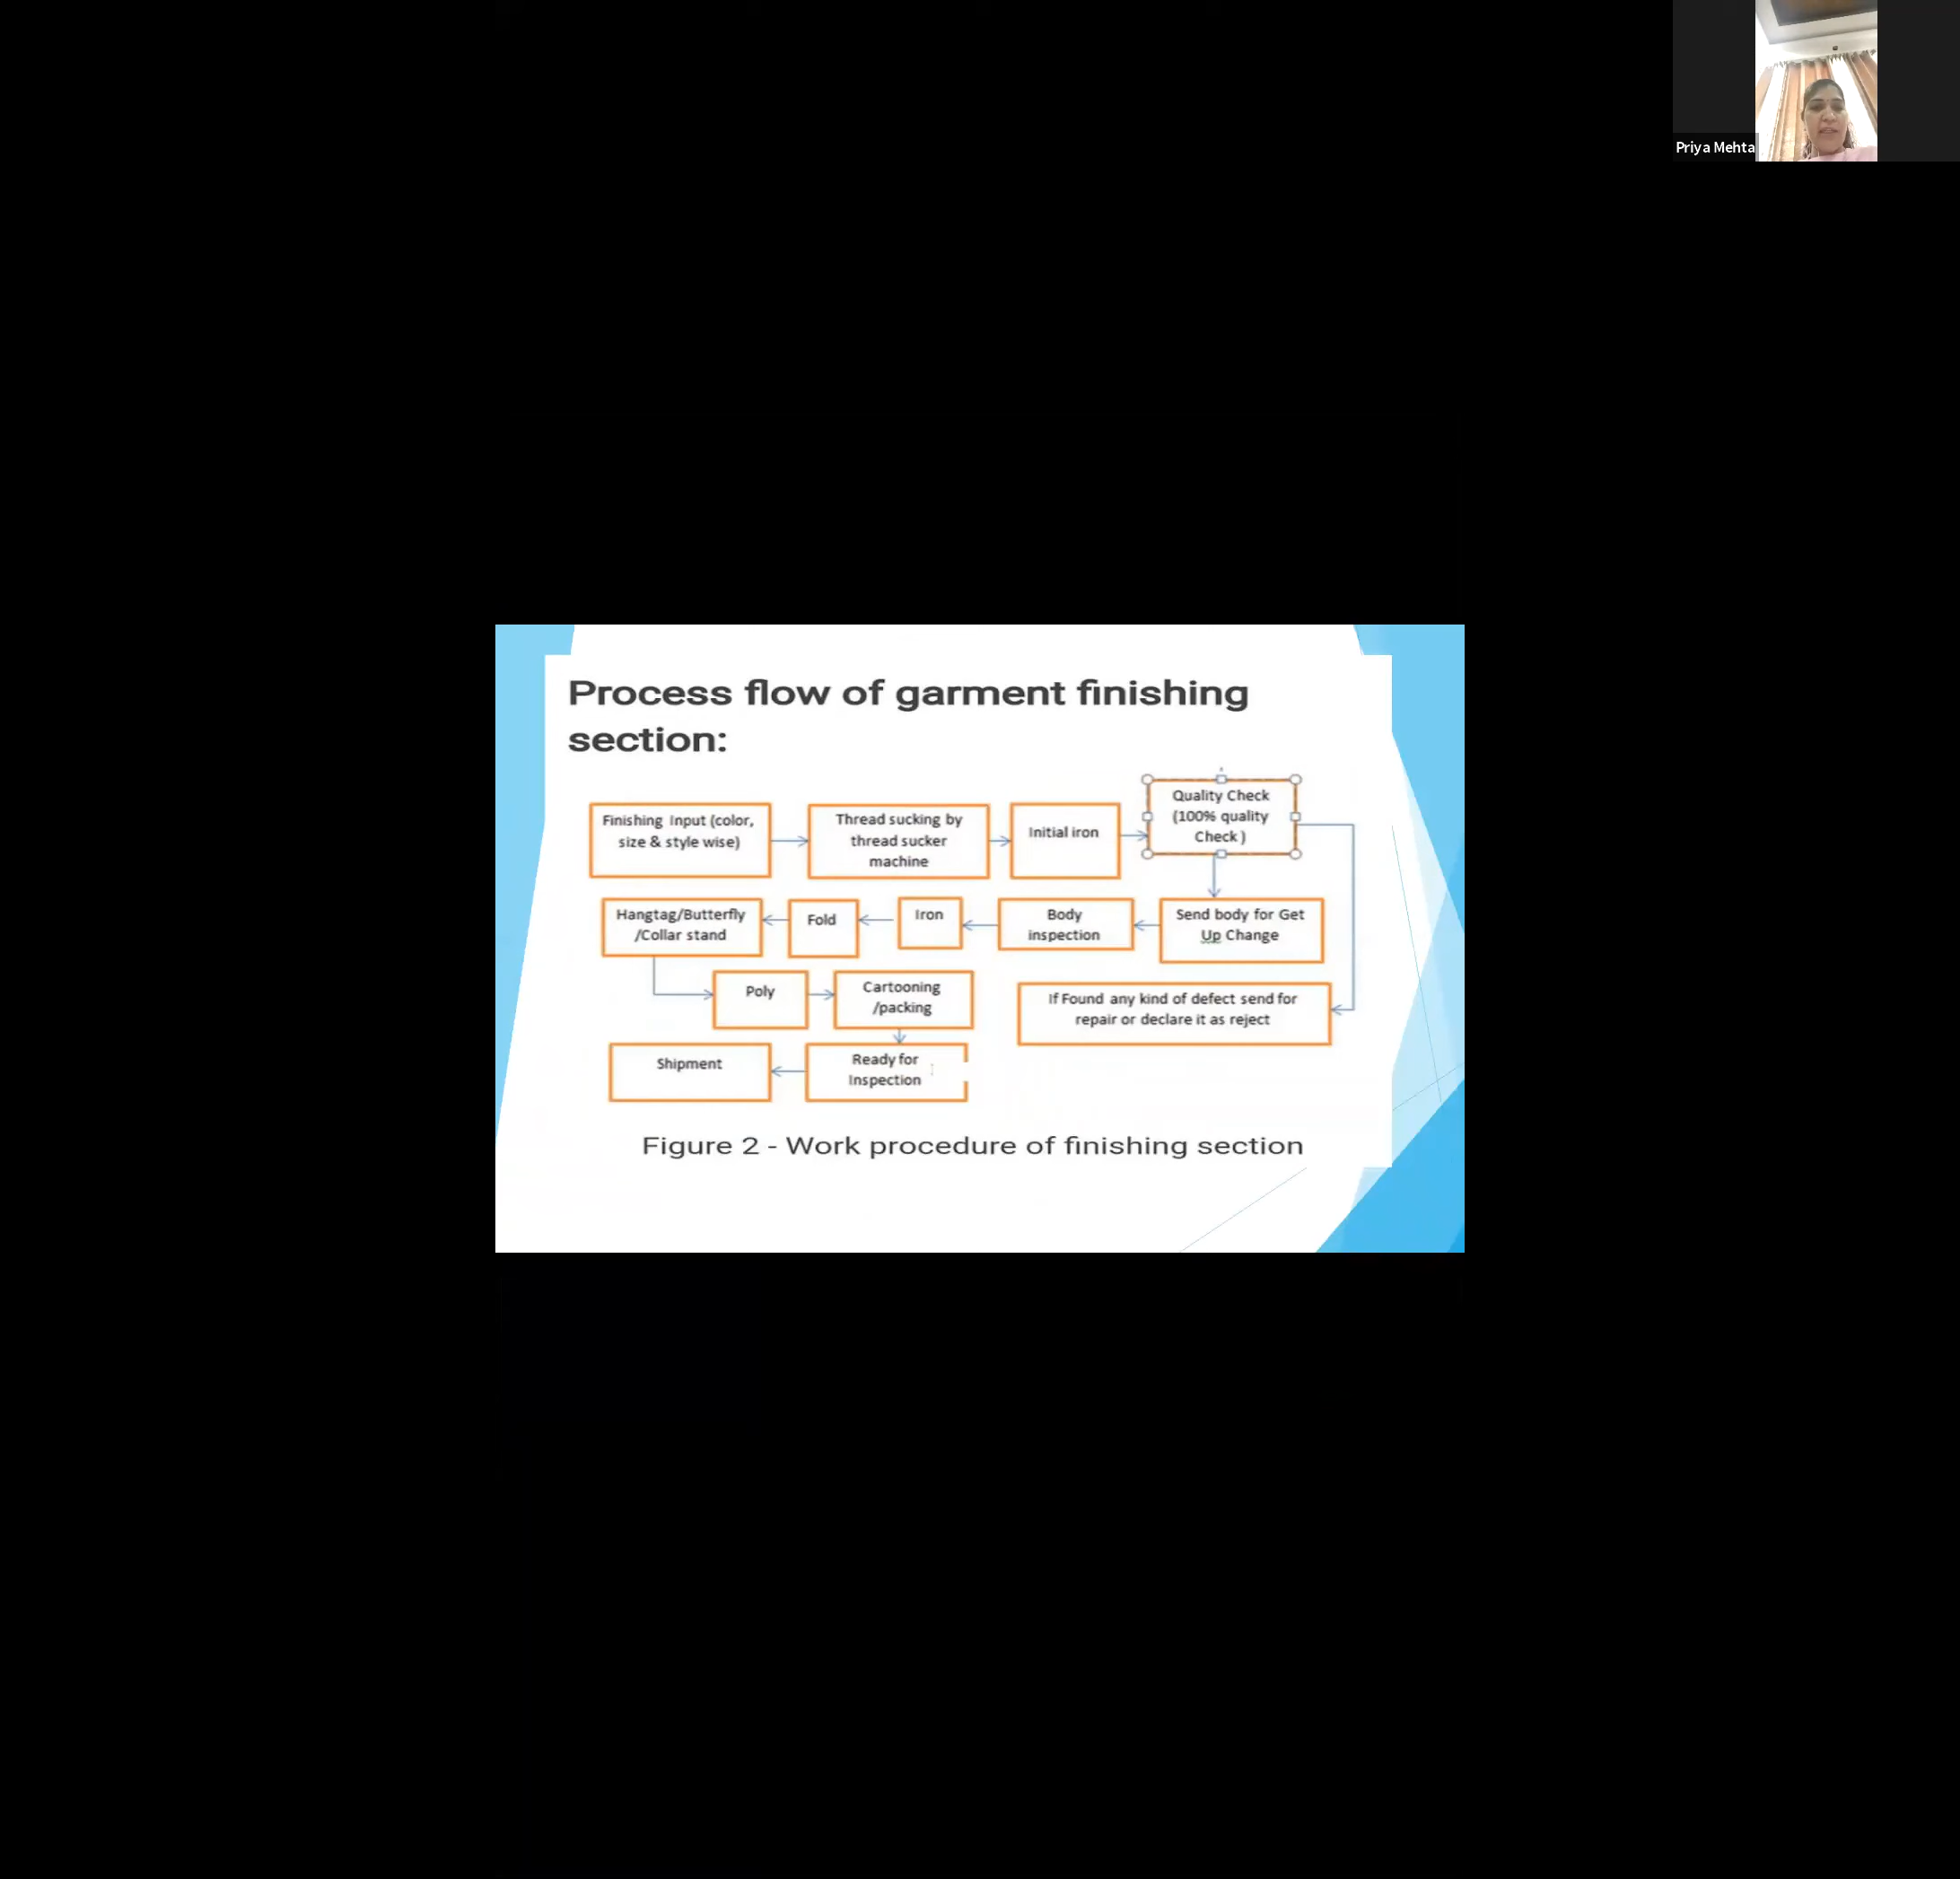 Priya Mehta
Process flow of garment finishing
section:
Finishing Input (color,
size & style wise)
Thread sucking by
thread sucker
machine
Initial iron
Quality Check
(100% quality
Check )
Hangtag/Butterfly
/Collar stand
Fold
Iron
Body
inspection
Send body for Get
Up Change
Poly
Cartooning
/packing
If Found any kind of defect send for
repair or declare it as reject
Shipment
Ready for
Inspection
Figure 2 - Work procedure of finishing section